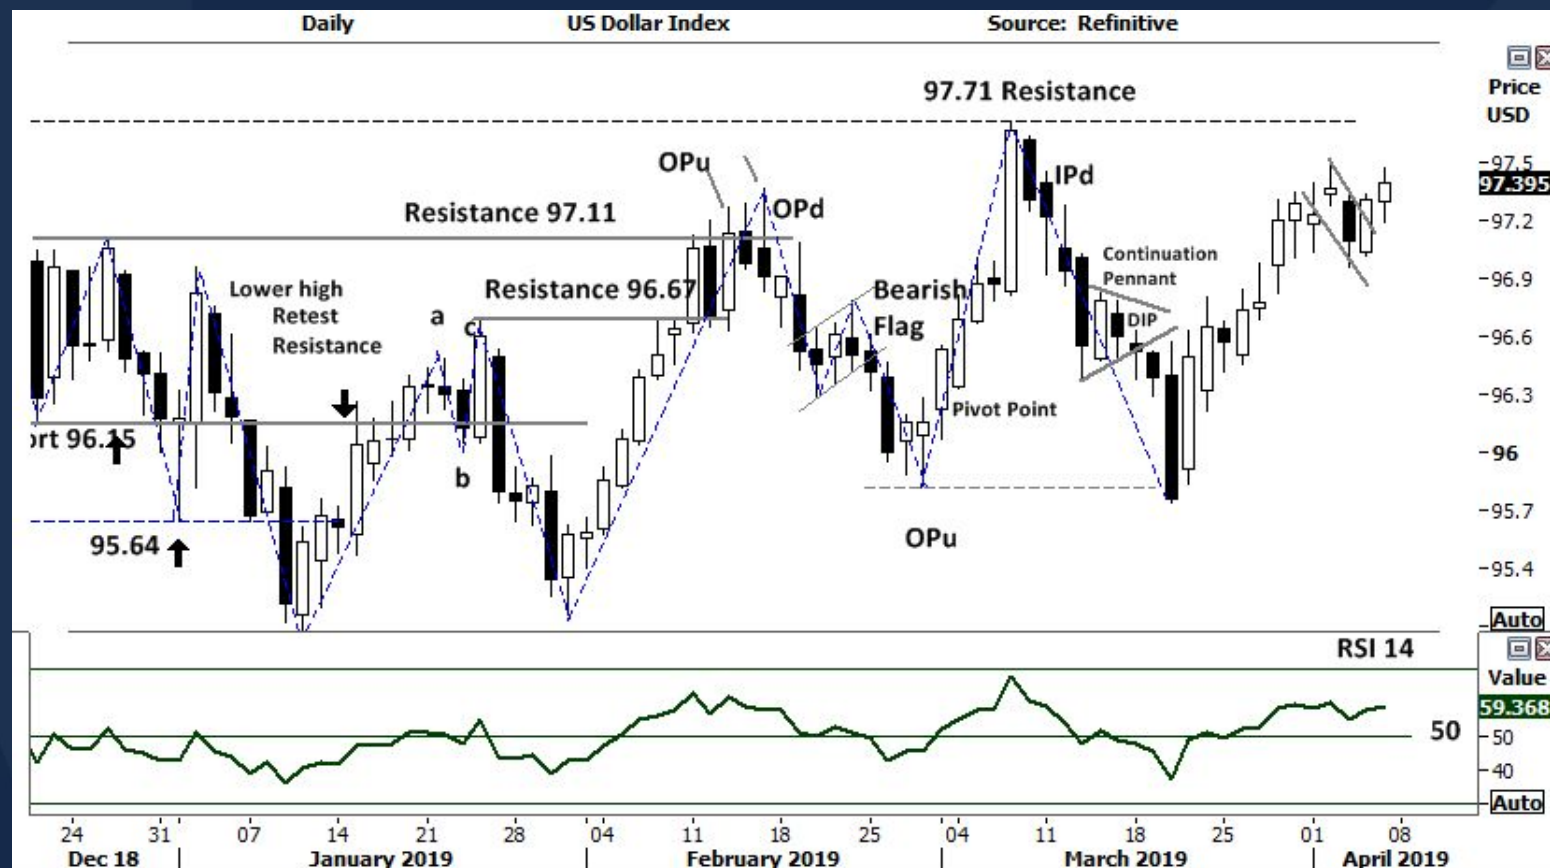 Daily US Dollar Index Source: Refinitive
Price
USD
97.71 Resistance
OPu
IPd
97.5
97.395
OPd
Resistance 97.11
97.2
Continuation
Pennant
Lower high
Retest
Resistance
Resistance 96.67
Bearish
Flag
96.9
a
c
DIP
96.6
Pivot Point
96.3
ort 96.15
b
96
95.64
OPu
95.7
95.4
Auto
RSI 14
Value
59.368
50
50
40
Auto
24 31 07 14 21 28 04 11 18 25 04 11 18 25 01 08
Dec 18 January 2019 February 2019 March 2019 April 2019